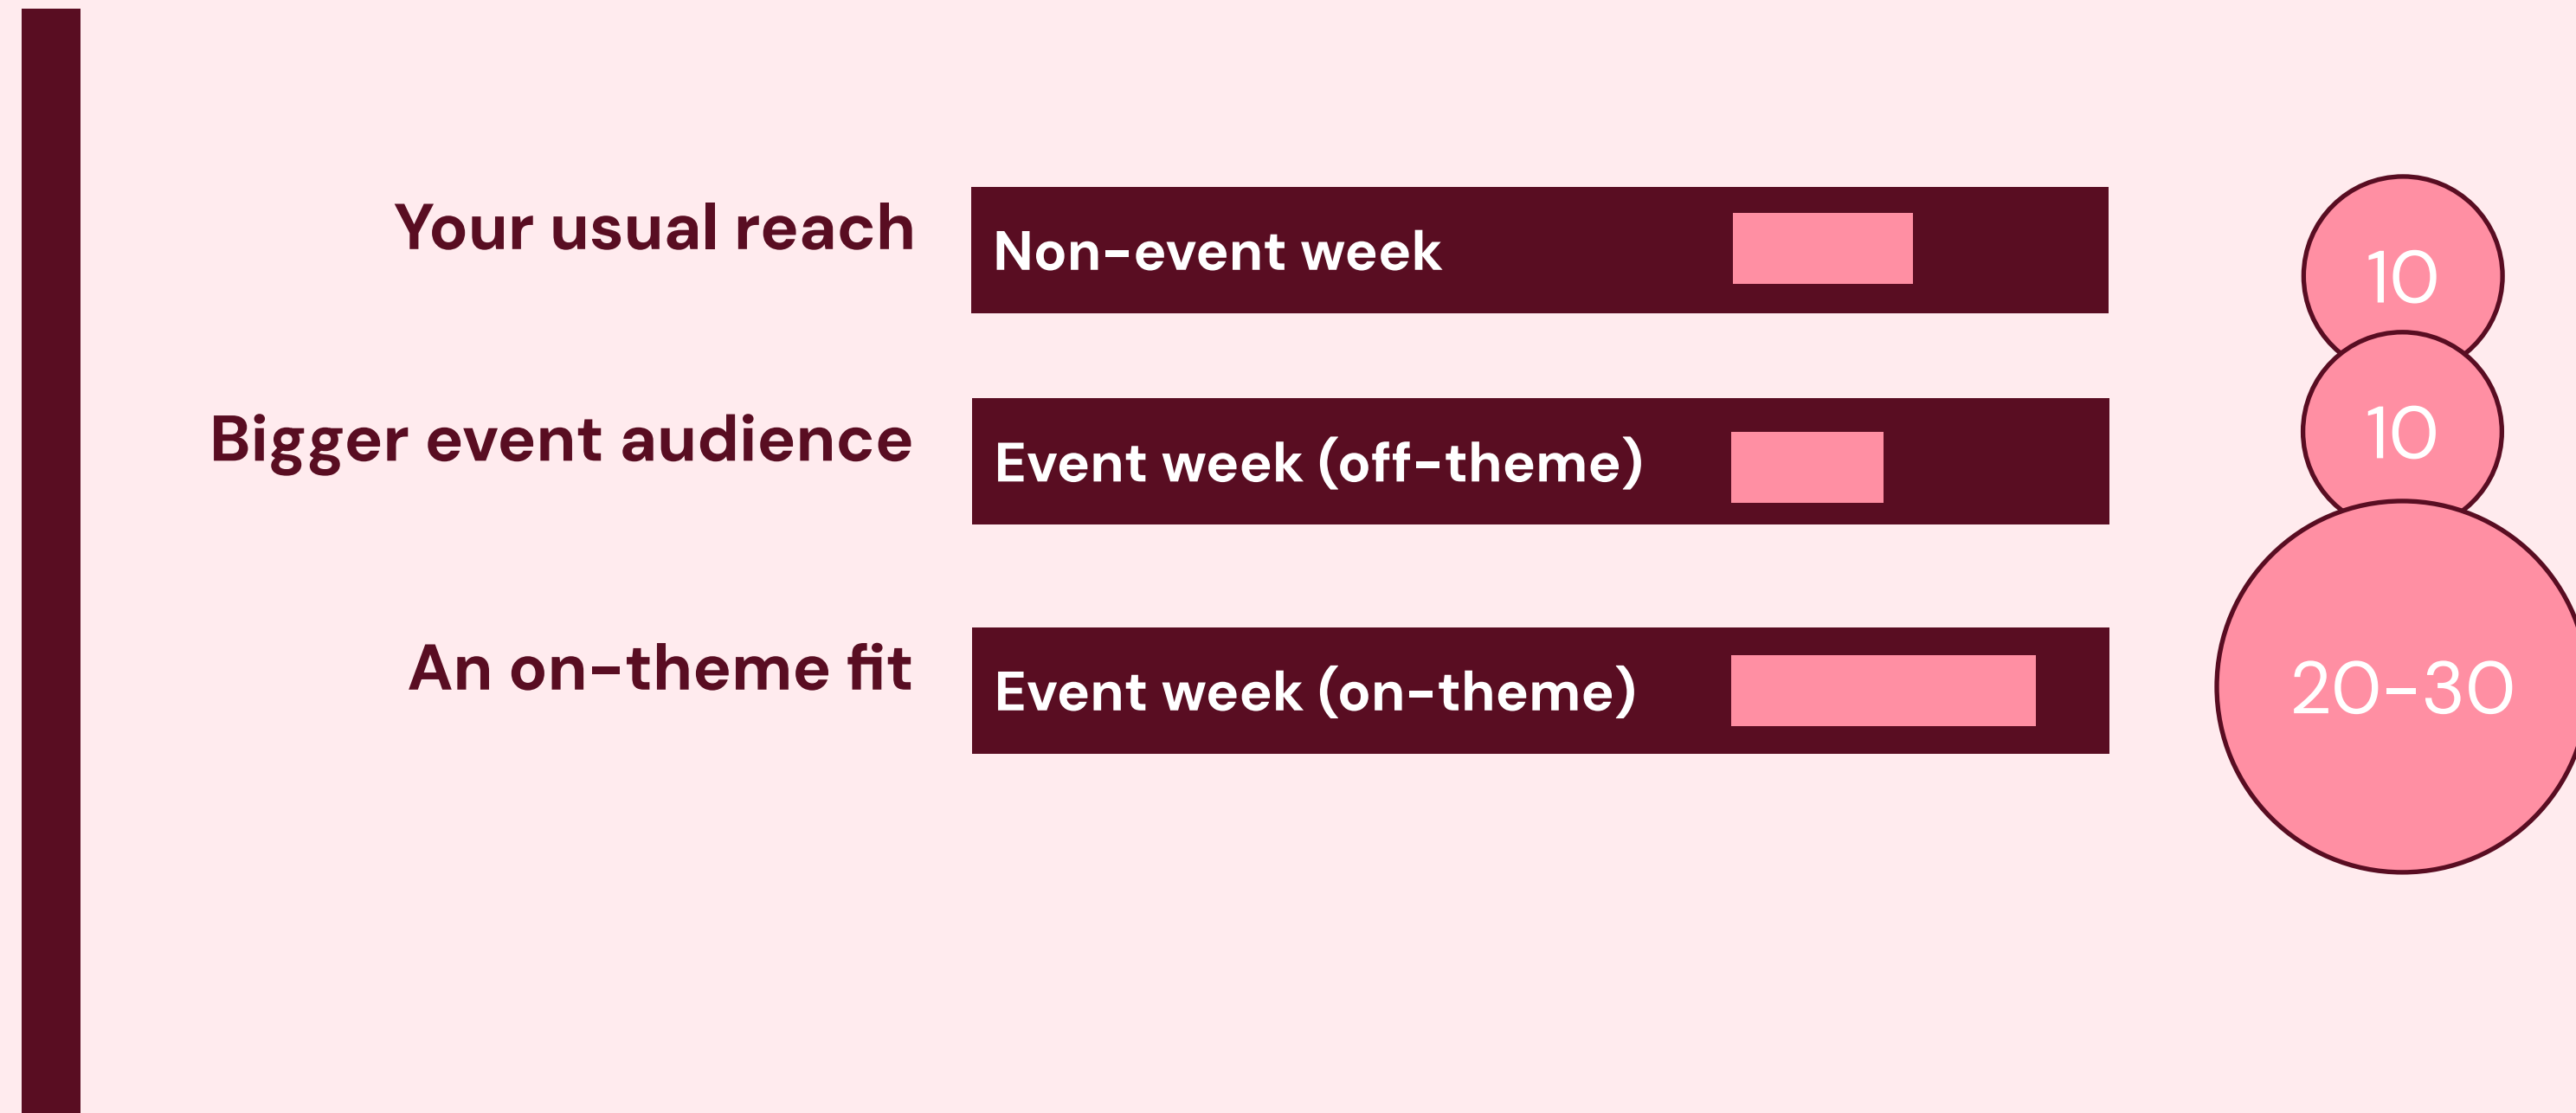 Your usual reach
Non-event week
10
Bigger event audience
Event week (off-theme)
10
An on-theme fit
Event week (on-theme)
20-30